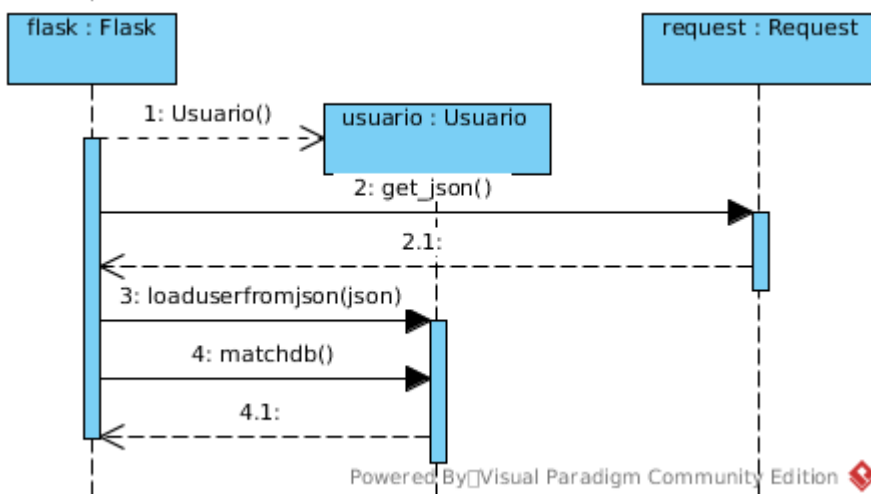 flask : Flask
request : Request
1: Usuario()
usuario : Usuario
2: get_json()
2.1:
3: loaduserfromjson(json)
4: matchdb()
4.1:
Powered By□Visual Paradigm Community Edition